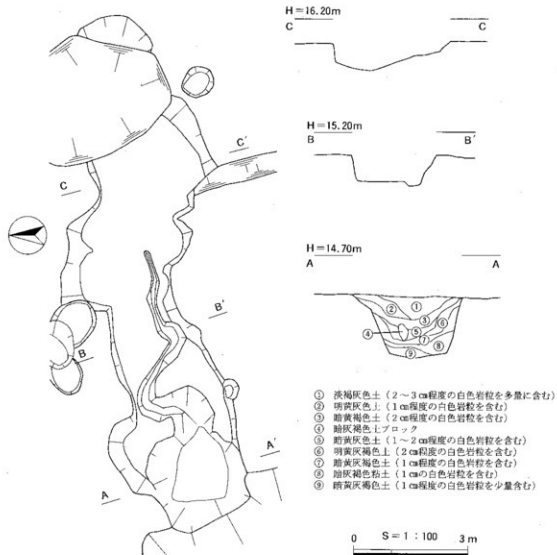 H=16.20m
C C
H=15.20m
B B′
C′
C
H=14.70m
A A
B′
B
A′
A
① ② ③ ④ ⑤ ⑥ ⑦ ⑧ ⑨
① 淡褐灰色土(2~3㎝程度の白色岩粒を多量に含む)
② 明黄灰色土(1㎝程度の白色岩粒を含む)
③ 暗黄褐色土(1㎝程度の白色岩粒を含む)
④ 暗灰褐色土ブロック
⑤ 暗黄灰色土(1~2㎝程度の白色岩粒を含む)
⑥ 明黄灰褐色土(2㎝程度の白色岩粒を含む)
⑦ 暗黄灰褐色土(1㎝程度の白色岩粒を含む)
⑧ 暗灰褐色粘土(1㎝の白色岩粒を含む)
⑨ 暗黄灰褐色土(1㎝程度の白色岩粒を少量含む)
S=1:100
0 3m